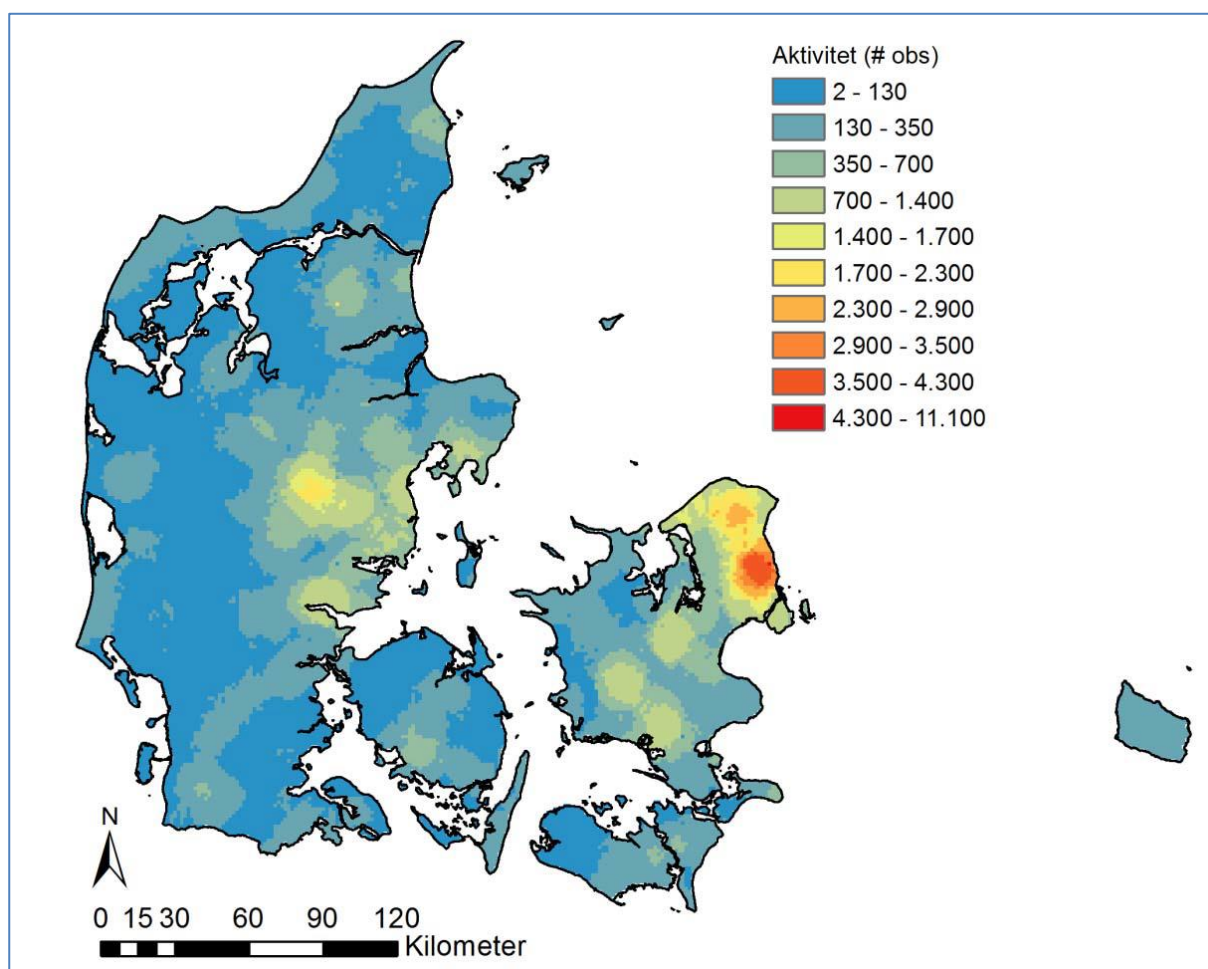 Aktivitet (# obs)
2 - 130
130 - 350
350 - 700
700 - 1.400
1.400 - 1.700
1.700 - 2.300
2.300 - 2.900
2.900 - 3.500
3.500 - 4.300
4.300 - 11.100
N
0 15 30 60 90 120
Kilometer